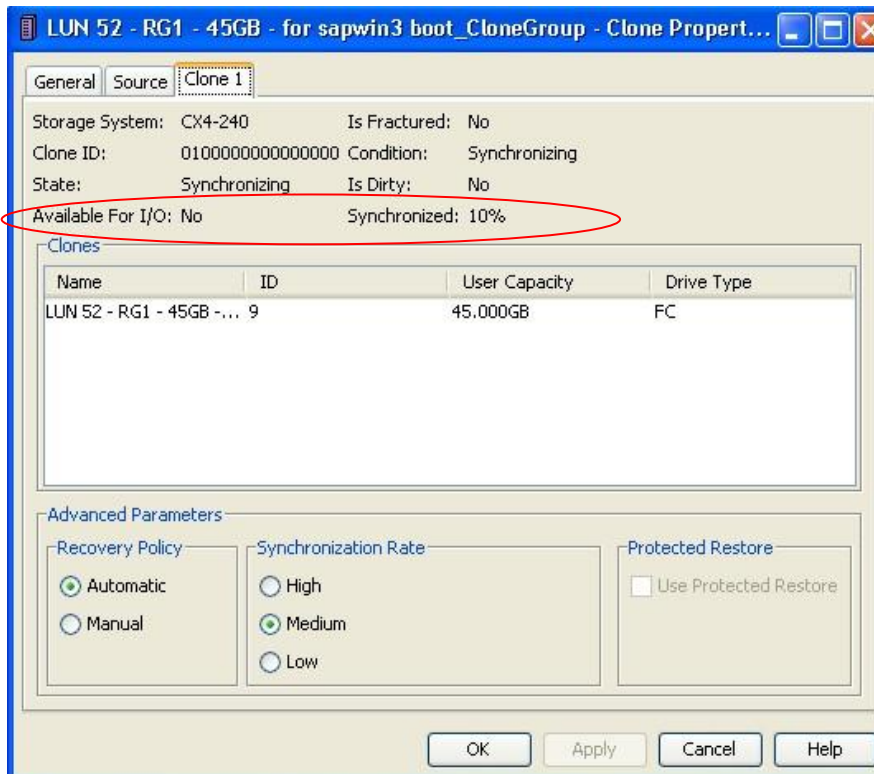 LUN 52 - RG1 - 45GB - for sapwin3 boot_CloneGroup - Clone Propert...
General Source Clone 1
Storage System: CX4-240 Is Fractured: No
Clone ID: 0100000000000000 Condition: Synchronizing
State: Synchronizing Is Dirty: No
Available For I/O: No Synchronized: 10%
Clones
Name ID User Capacity Drive Type
LUN 52 - RG1 - 45GB -... 9 45.000GB FC
Advanced Parameters
Recovery Policy Synchronization Rate Protected Restore
Automatic High Use Protected Restore
Manual Medium
Low
OK Apply Cancel Help